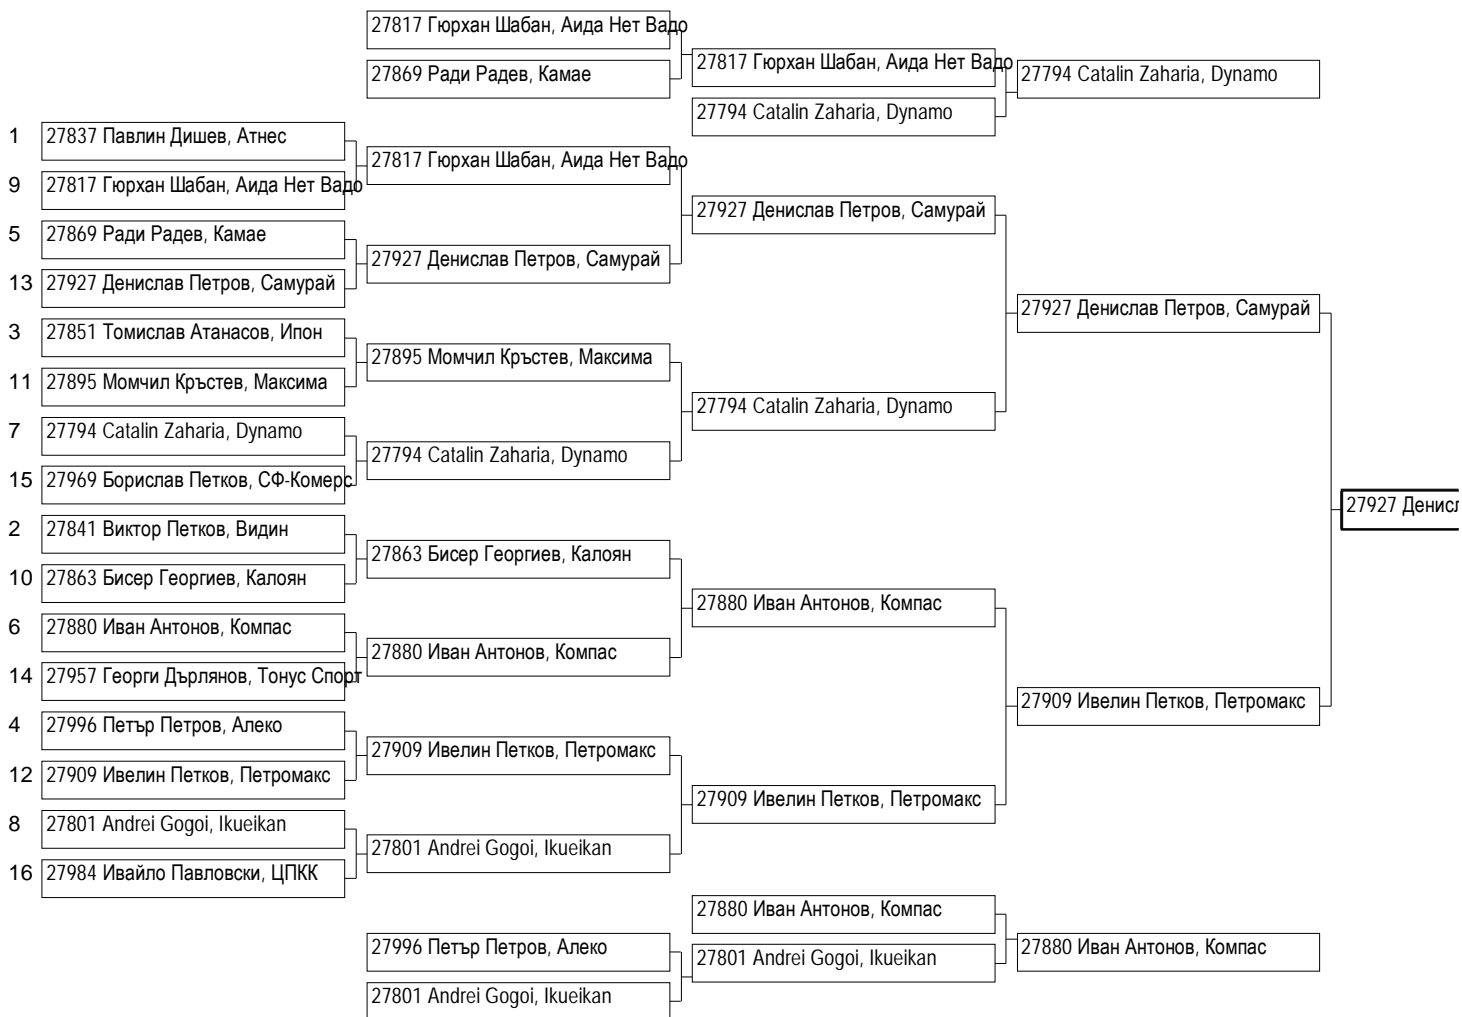 27817 Гюрхан Шабан, Аида Нет Вадо
27869 Ради Радев, Камае
27817 Гюрхан Шабан, Аида Нет Вадо
27794 Catalin Zaharia, Dynamo
27794 Catalin Zaharia, Dynamo
1 27837 Павлин Дишев, Атнес
9 27817 Гюрхан Шабан, Аида Нет Вадо
5 27869 Ради Радев, Камае
13 27927 Денислав Петров, Самурай
3 27851 Томислав Атанасов, Ипон
11 27895 Момчил Кръстев, Максима
7 27794 Catalin Zaharia, Dynamo
15 27969 Борислав Петков, СФ-Комерс
2 27841 Виктор Петков, Видин
10 27863 Бисер Георгиев, Калоян
6 27880 Иван Антонов, Компас
14 27957 Георги Дърлянов, Тонус Спорт
4 27996 Петър Петров, Алеко
12 27909 Ивелин Петков, Петромакс
8 27801 Andrei Gogoi, Ikueikan
16 27984 Ивайло Павловски, ЦПКК
27817 Гюрхан Шабан, Аида Нет Вадо
27927 Денислав Петров, Самурай
27895 Момчил Кръстев, Максима
27794 Catalin Zaharia, Dynamo
27863 Бисер Георгиев, Калоян
27880 Иван Антонов, Компас
27909 Ивелин Петков, Петромакс
27801 Andrei Gogoi, Ikueikan
27927 Денислав Петров, Самурай
27794 Catalin Zaharia, Dynamo
27880 Иван Антонов, Компас
27909 Ивелин Петков, Петромакс
27927 Денислав Петров, Самурай
27909 Ивелин Петков, Петромакс
27927 Денисл
27996 Петър Петров, Алеко
27801 Andrei Gogoi, Ikueikan
27880 Иван Антонов, Компас
27801 Andrei Gogoi, Ikueikan
27880 Иван Антонов, Компас